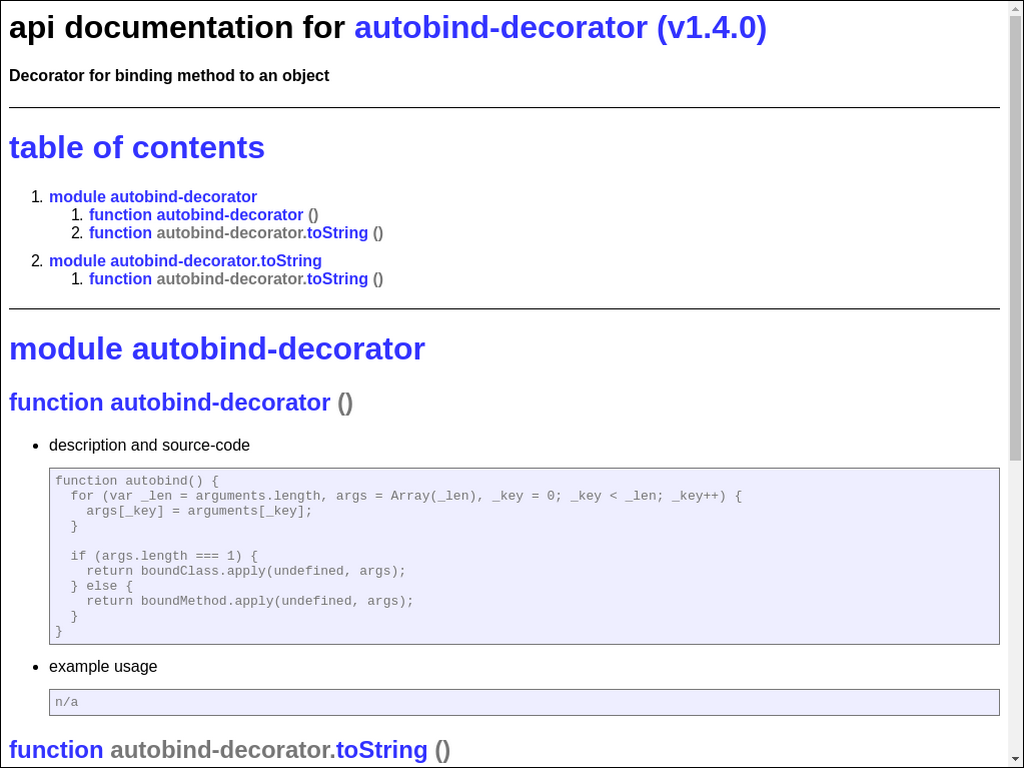 api documentation for autobind-decorator (v1.4.0)
Decorator for binding method to an object
table of contents
1. module autobind-decorator
1. function autobind-decorator ()
2. function autobind-decorator.toString ()
2. module autobind-decorator.toString
1. function autobind-decorator.toString ()
module autobind-decorator
function autobind-decorator ()
• description and source-code
function autobind() {
  for (var _len = arguments.length, args = Array(_len), _key = 0; _key < _len; _key++) {
    args[_key] = arguments[_key];
  }

  if (args.length === 1) {
    return boundClass.apply(undefined, args);
  } else {
    return boundMethod.apply(undefined, args);
  }
}
• example usage
n/a
function autobind-decorator.toString ()